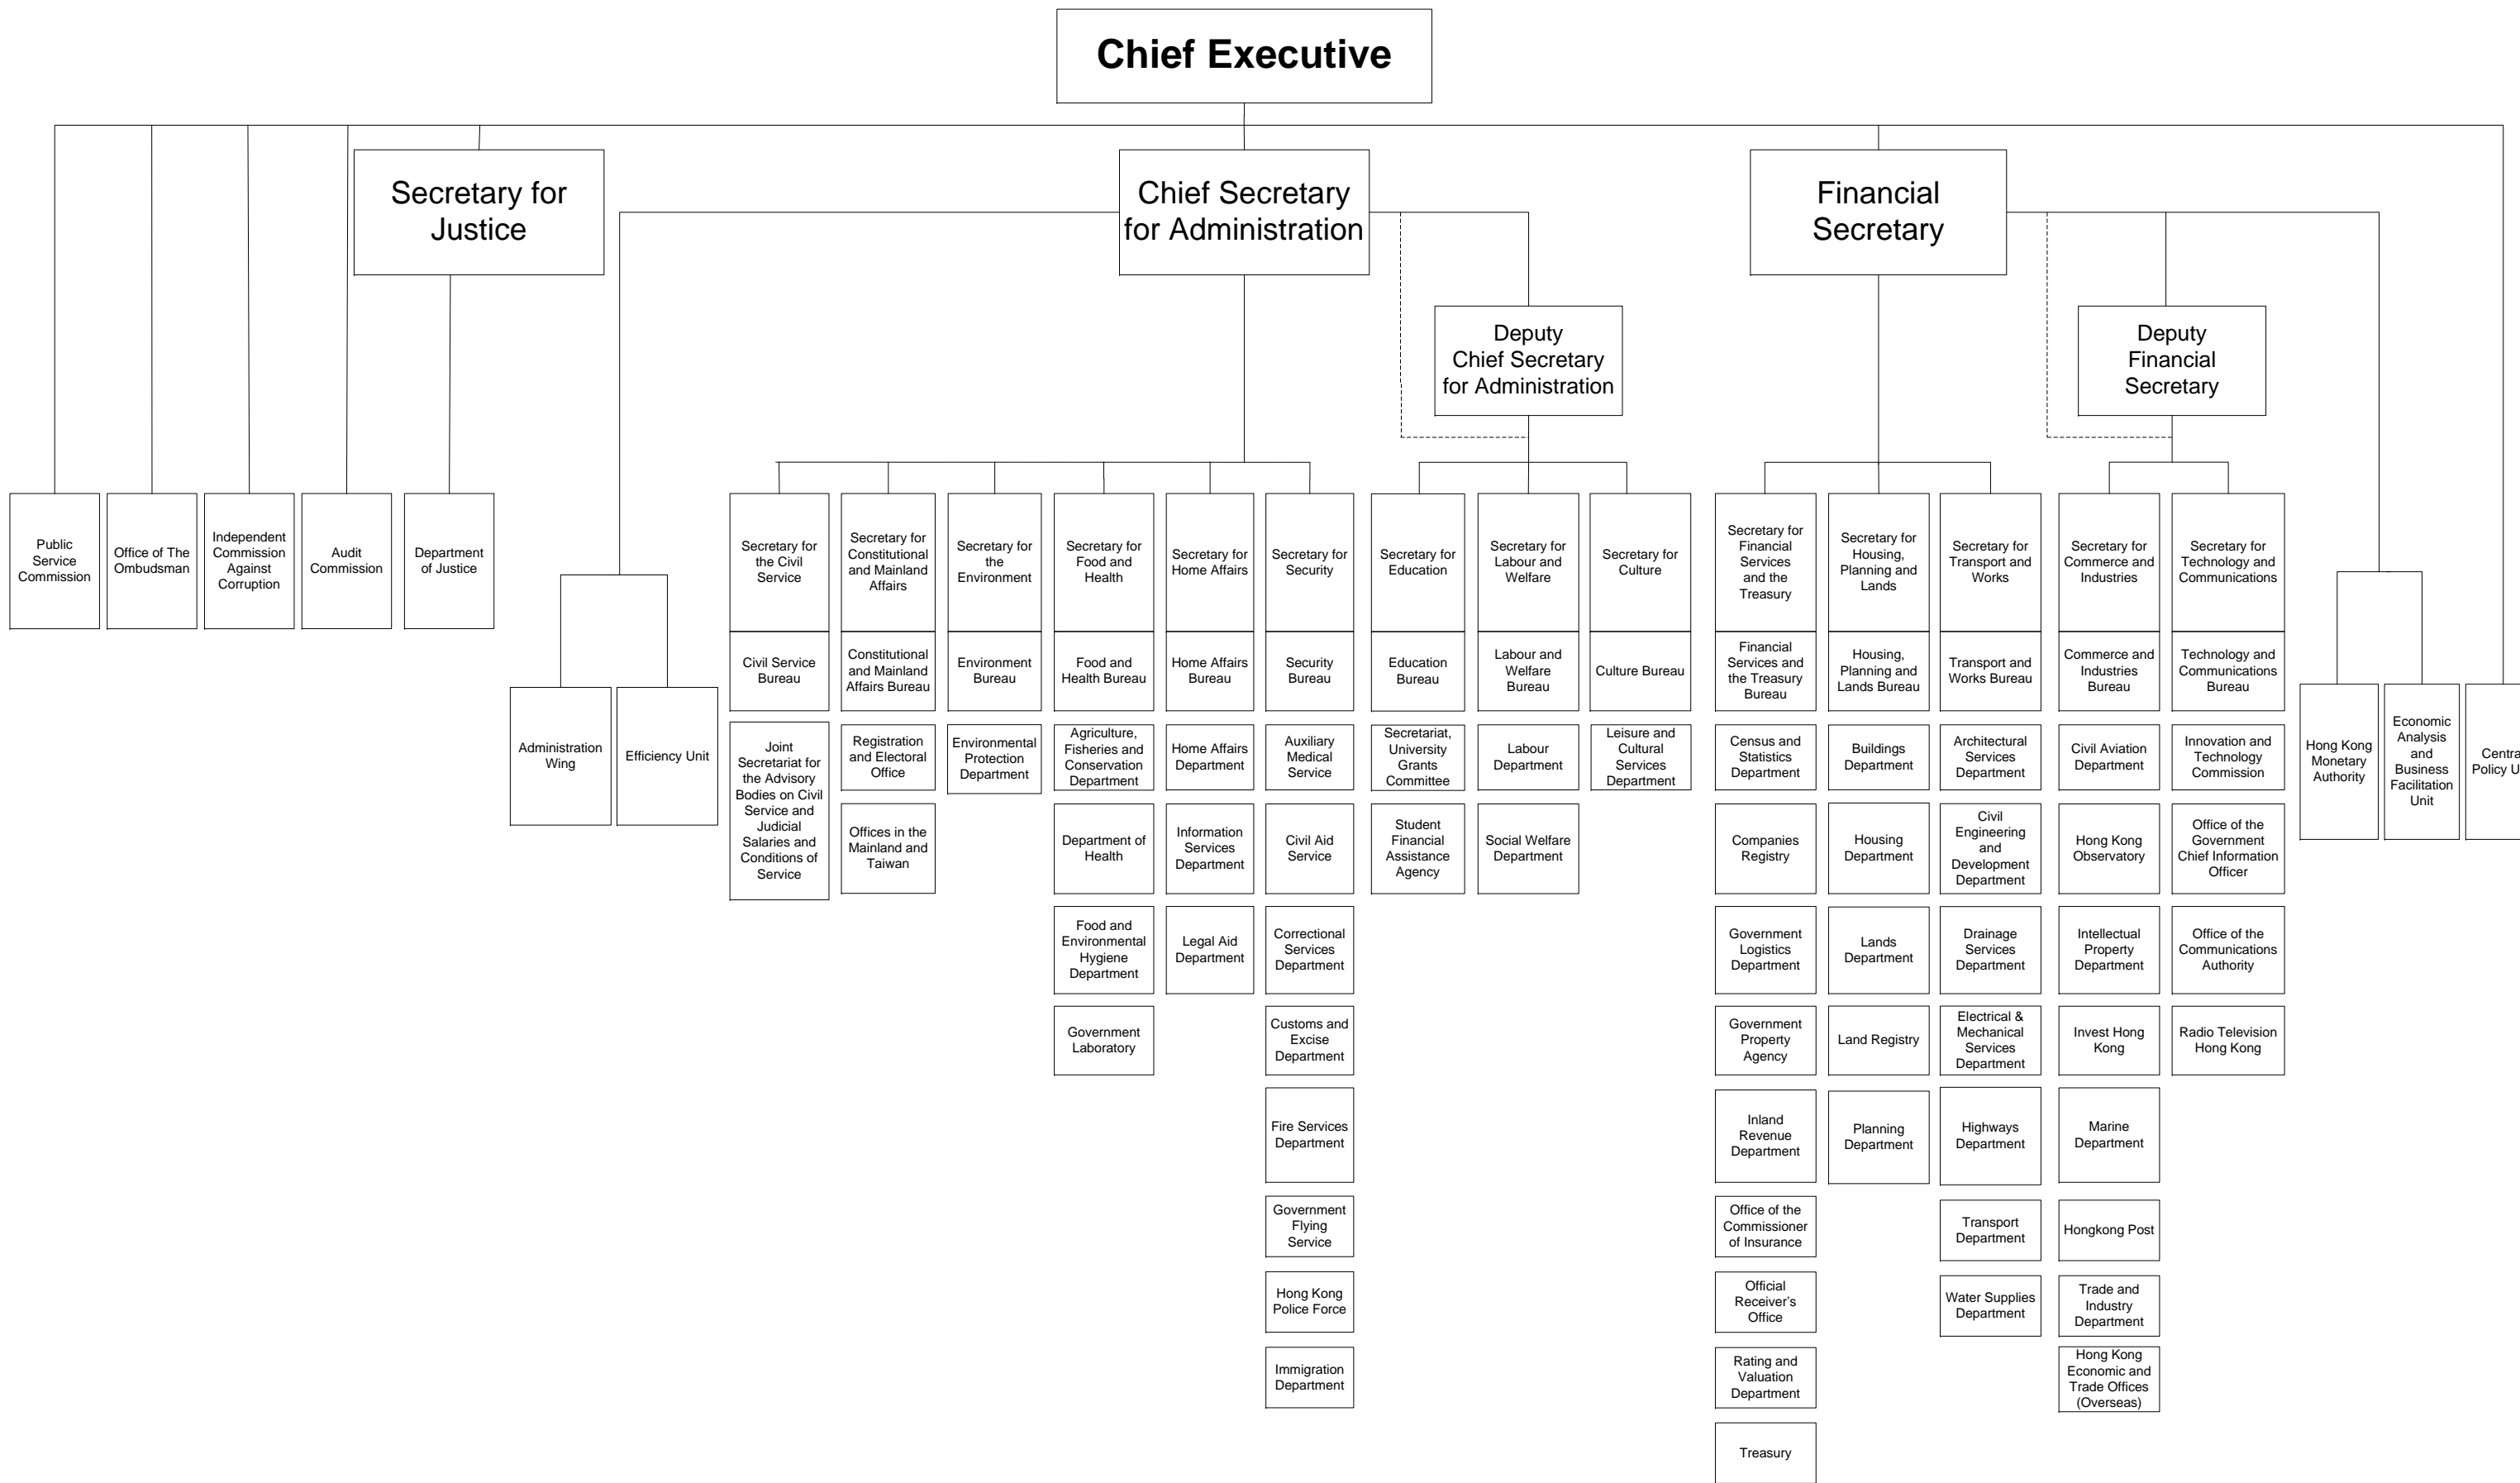 Chief Executive
Secretary for
Justice
Chief Secretary
for Administration
Financial
Secretary
Deputy
Chief Secretary
for Administration
Deputy
Financial
Secretary
Public
Service
Commission
Office of The
Ombudsman
Independent
Commission
Against
Corruption
Audit
Commission
Department
of Justice
Administration
Wing
Efficiency Unit
Secretary for
the Civil
Service
Civil Service
Bureau
Joint
Secretariat for
the Advisory
Bodies on Civil
Service and
Judicial
Salaries and
Conditions of
Service
Secretary for
Constitutional
and Mainland
Affairs
Constitutional
and Mainland
Affairs Bureau
Registration
and Electoral
Office
Offices in the
Mainland and
Taiwan
Secretary for
the
Environment
Environment
Bureau
Environmental
Protection
Department
Secretary for
Food and
Health
Food and
Health Bureau
Agriculture,
Fisheries and
Conservation
Department
Department of
Health
Food and
Environmental
Hygiene
Department
Government
Laboratory
Secretary for
Home Affairs
Home Affairs
Bureau
Home Affairs
Department
Information
Services
Department
Legal Aid
Department
Secretary for
Security
Security
Bureau
Auxiliary
Medical
Service
Civil Aid
Service
Correctional
Services
Department
Customs and
Excise
Department
Fire Services
Department
Government
Flying
Service
Hong Kong
Police Force
Immigration
Department
Secretary for
Education
Education
Bureau
Secretariat,
University
Grants
Committee
Student
Financial
Assistance
Agency
Secretary for
Labour and
Welfare
Labour and
Welfare
Bureau
Labour
Department
Social Welfare
Department
Secretary for
Culture
Culture Bureau
Leisure and
Cultural
Services
Department
Secretary for
Financial
Services
and the
Treasury
Financial
Services and
the Treasury
Bureau
Census and
Statistics
Department
Companies
Registry
Government
Logistics
Department
Government
Property
Agency
Inland
Revenue
Department
Office of the
Commissioner
of Insurance
Official
Receiver's
Office
Rating and
Valuation
Department
Treasury
Secretary for
Housing,
Planning and
Lands
Housing,
Planning and
Lands Bureau
Buildings
Department
Housing
Department
Lands
Department
Land Registry
Planning
Department
Secretary for
Transport and
Works
Transport and
Works Bureau
Architectural
Services
Department
Civil
Engineering
and
Development
Department
Drainage
Services
Department
Electrical &
Mechanical
Services
Department
Highways
Department
Transport
Department
Water Supplies
Department
Secretary for
Commerce and
Industries
Commerce and
Industries
Bureau
Civil Aviation
Department
Hong Kong
Observatory
Intellectual
Property
Department
Invest Hong
Kong
Marine
Department
Hongkong Post
Trade and
Industry
Department
Hong Kong
Economic and
Trade Offices
(Overseas)
Secretary for
Technology and
Communications
Technology and
Communications
Bureau
Innovation and
Technology
Commission
Office of the
Government
Chief Information
Officer
Office of the
Communications
Authority
Radio Television
Hong Kong
Hong Kong
Monetary
Authority
Economic
Analysis
and
Business
Facilitation
Unit
Policy